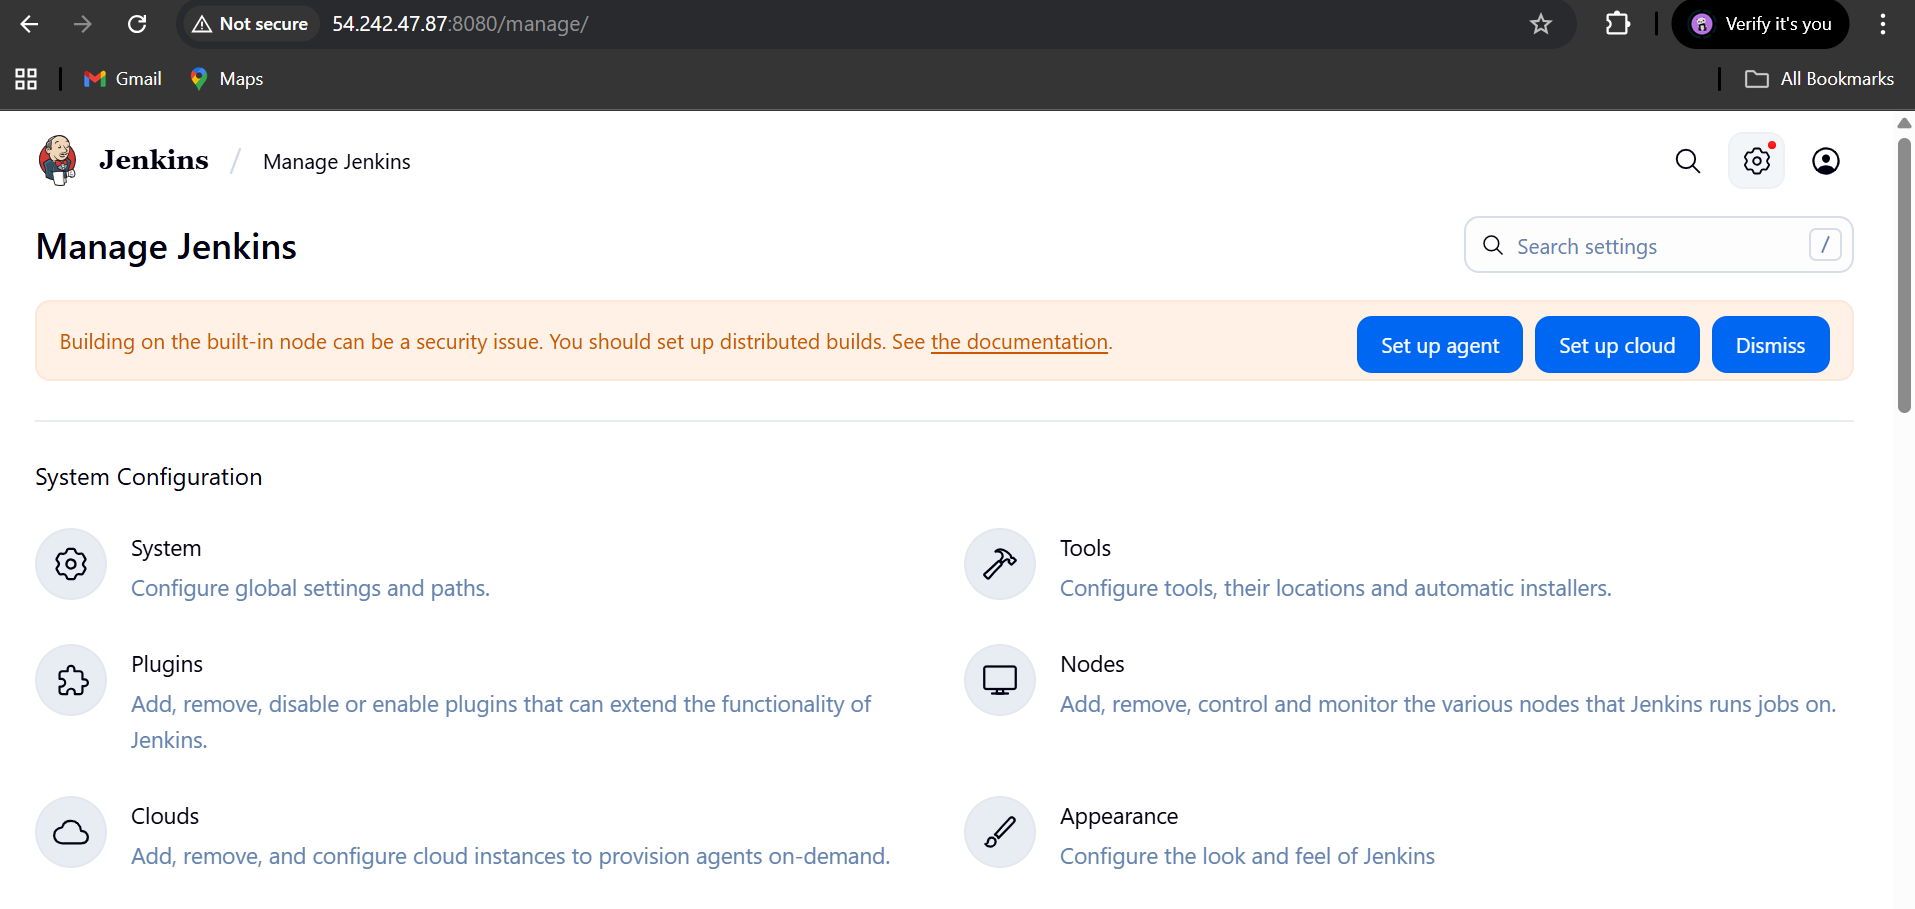 Not secure 54.242.47.87:8080/manage/ Verify it's you
Gmail Maps All Bookmarks
Jenkins / Manage Jenkins
Manage Jenkins
Search settings /
Building on the built-in node can be a security issue. You should set up distributed builds. See the documentation. Set up agent Set up cloud Dismiss
System Configuration
System
Configure global settings and paths.
Tools
Configure tools, their locations and automatic installers.
Plugins
Add, remove, disable or enable plugins that can extend the functionality of
Jenkins.
Nodes
Add, remove, control and monitor the various nodes that Jenkins runs jobs on.
Clouds
Add, remove, and configure cloud instances to provision agents on-demand.
Appearance
Configure the look and feel of Jenkins